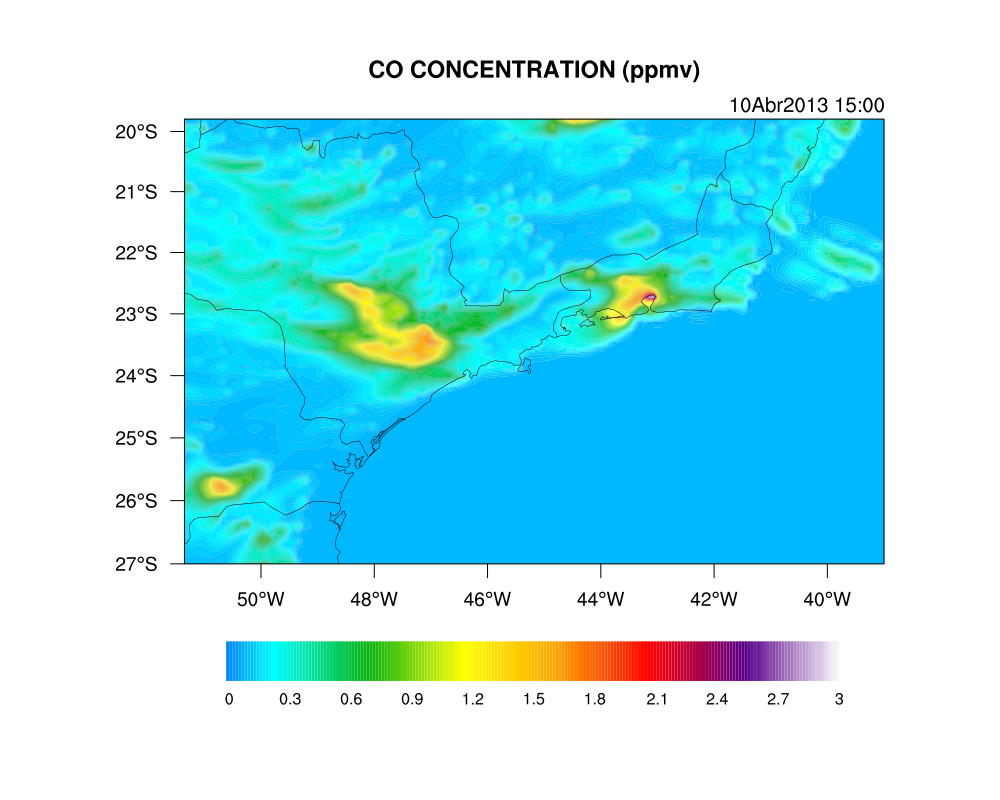 CO CONCENTRATION (ppmv)
10Abr2013 15:00
20°S
21°S
22°S
23°S
24°S
25°S
26°S
27°S
50°W 48°W 46°W 44°W 42°W 40°W
0 0.3 0.6 0.9 1.2 1.5 1.8 2.1 2.4 2.7 3